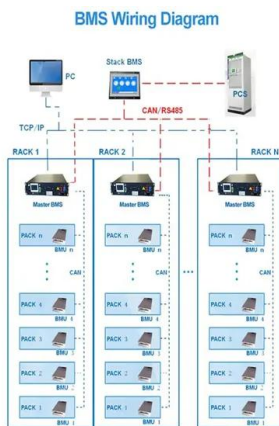 BMS Wiring Diagram
PC
Stack BMS
PCS
CAN/RS485
TCP/IP
RACK 1
RACK 2
RACK N
Master BMS
Master BMS
Master BMS
PACK n
BMU n
PACK n
BMU n
PACK n
BMU n
CAN
CAN
CAN
PACK 4
BMU 4
PACK 4
BMU 4
PACK 4
BMU 4
PACK 3
BMU 3
PACK 3
BMU 3
PACK 3
BMU 3
PACK 2
BMU 2
PACK 2
BMU 2
PACK 2
BMU 2
PACK 1
BMU 1
PACK 1
BMU 1
PACK 1
BMU 1